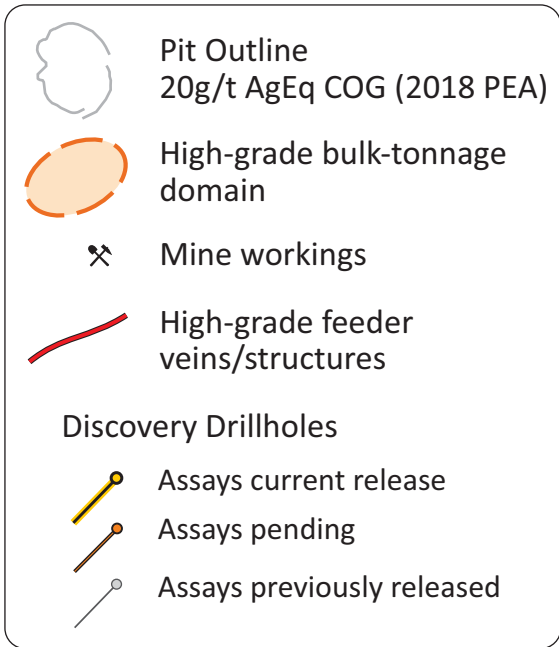 Pit Outline
20g/t AgEq COG (2018 PEA)
High-grade bulk-tonnage
domain
Mine workings
High-grade feeder
veins/structures
Discovery Drillholes
Assays current release
Assays pending
Assays previously released